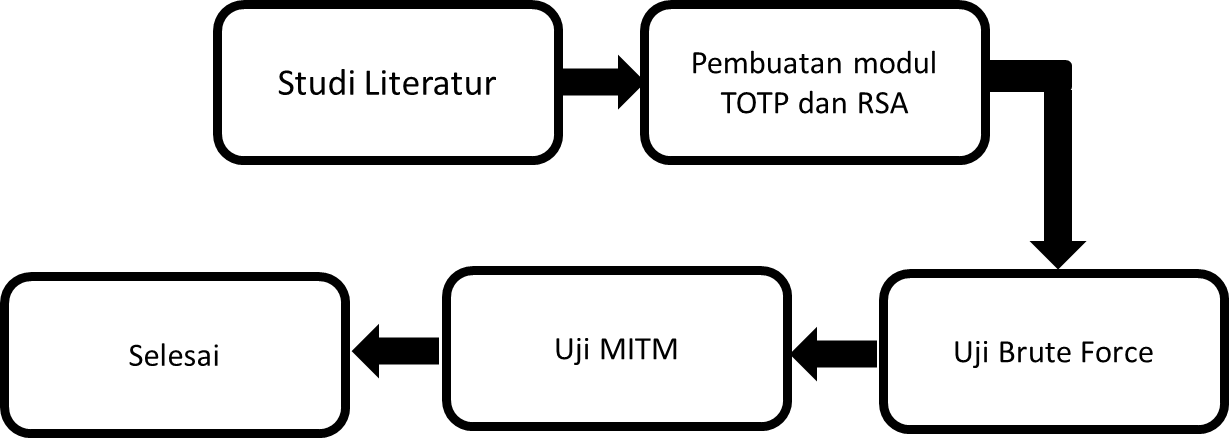 Studi Literatur
Pembuatan modul
TOTP dan RSA
Uji Brute Force
Uji MITM
Selesai